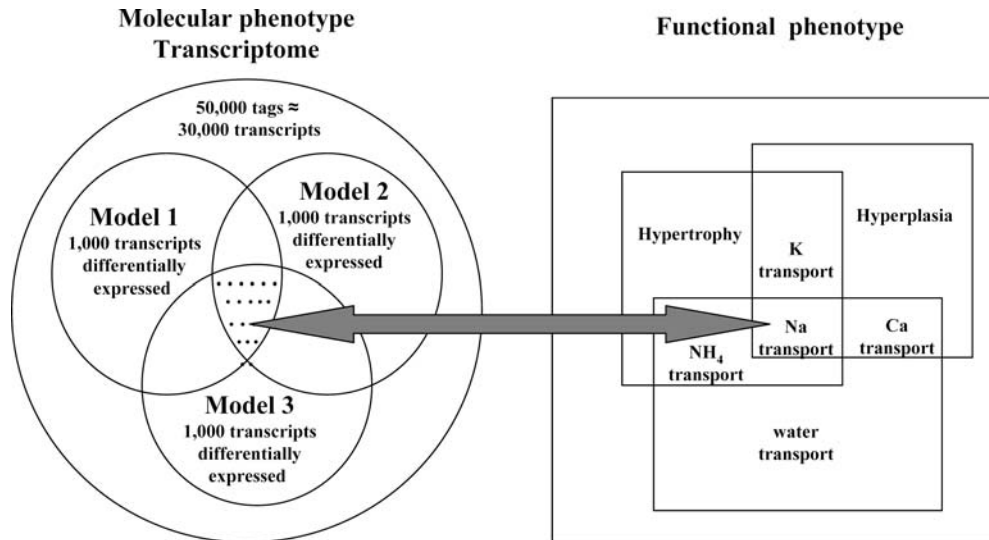 Molecular phenotype
Transcriptome
50,000 tags ≈
30,000 transcripts
Model 1
1,000 transcripts
differentially
expressed
Model 2
1,000 transcripts
differentially
expressed
Model 3
1,000 transcripts
differentially
expressed
Functional phenotype
Hypertrophy
Hyperplasia
K
transport
Na
transport
Ca
transport
NH₄
transport
water
transport